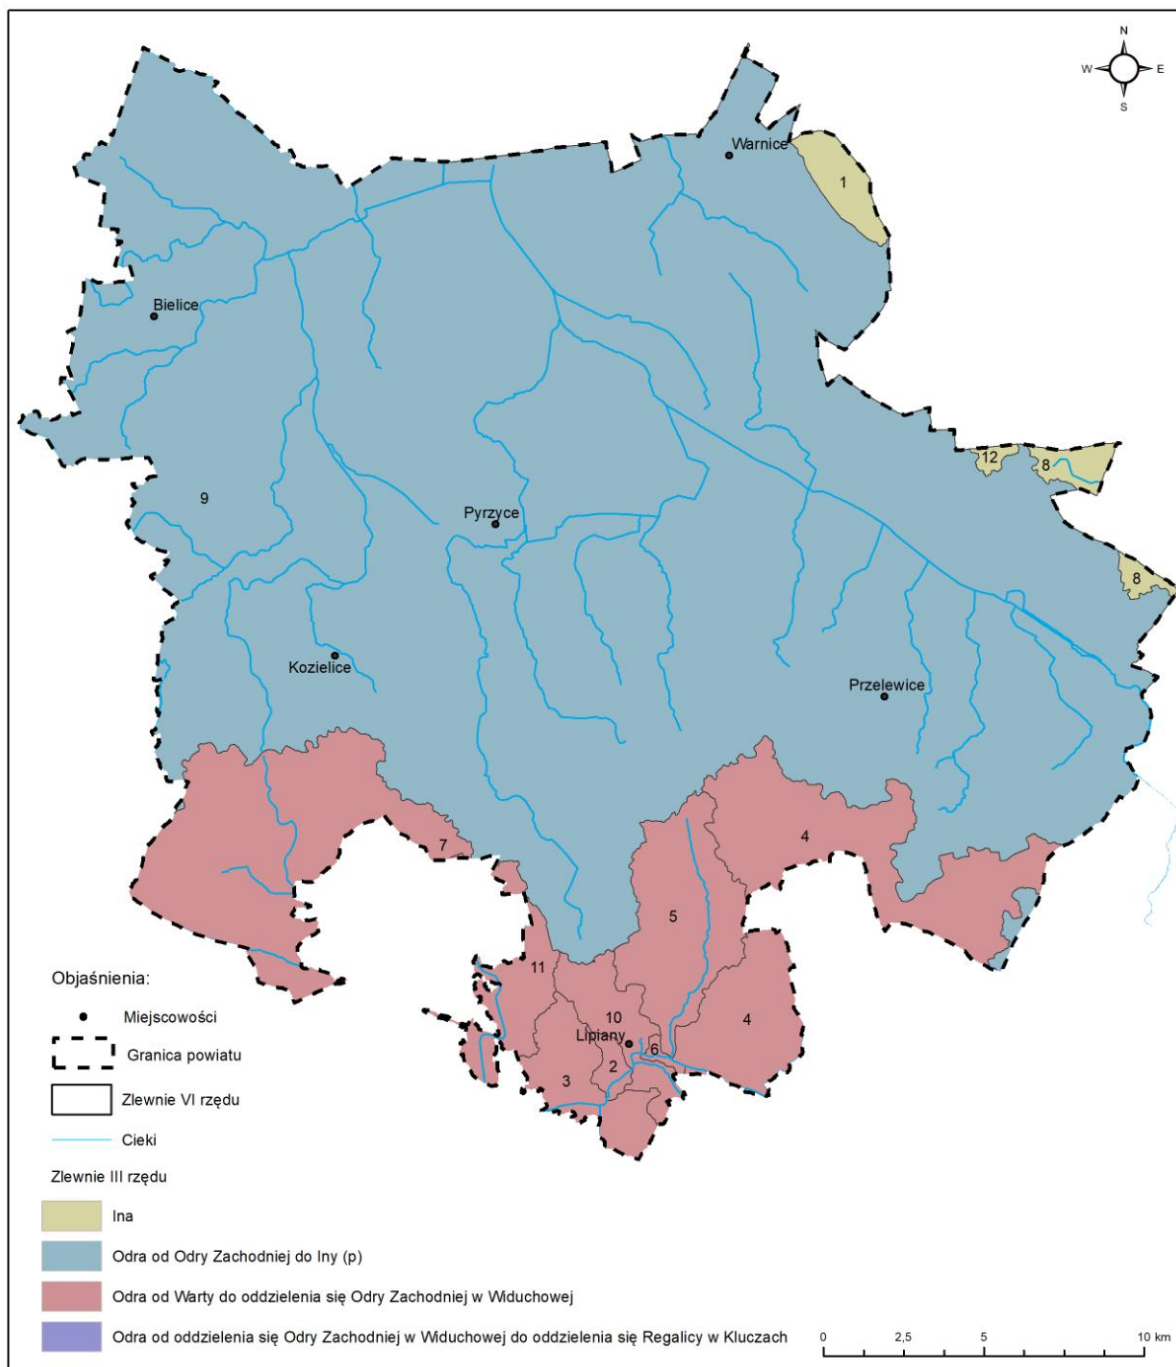 N
W E
S
Warnice
1
Bielice
12
8
9
Pyrzyce
8
Kozielice
Przelewice
7
4
5
11
10
4
Lipiany
6
2
3
Objaśnienia:
Miejscowości
Granica powiatu
Zlewnie VI rzędu
Cieki
Zlewnie III rzędu
Ina
Odra od Odry Zachodniej do Iny (p)
Odra od Warty do oddzielenia się Odry Zachodniej w Widuchowej
Odra od oddzielenia się Odry Zachodniej w Widuchowej do oddzielenia się Regalicy w Kluczach
0 2,5 5 10 km